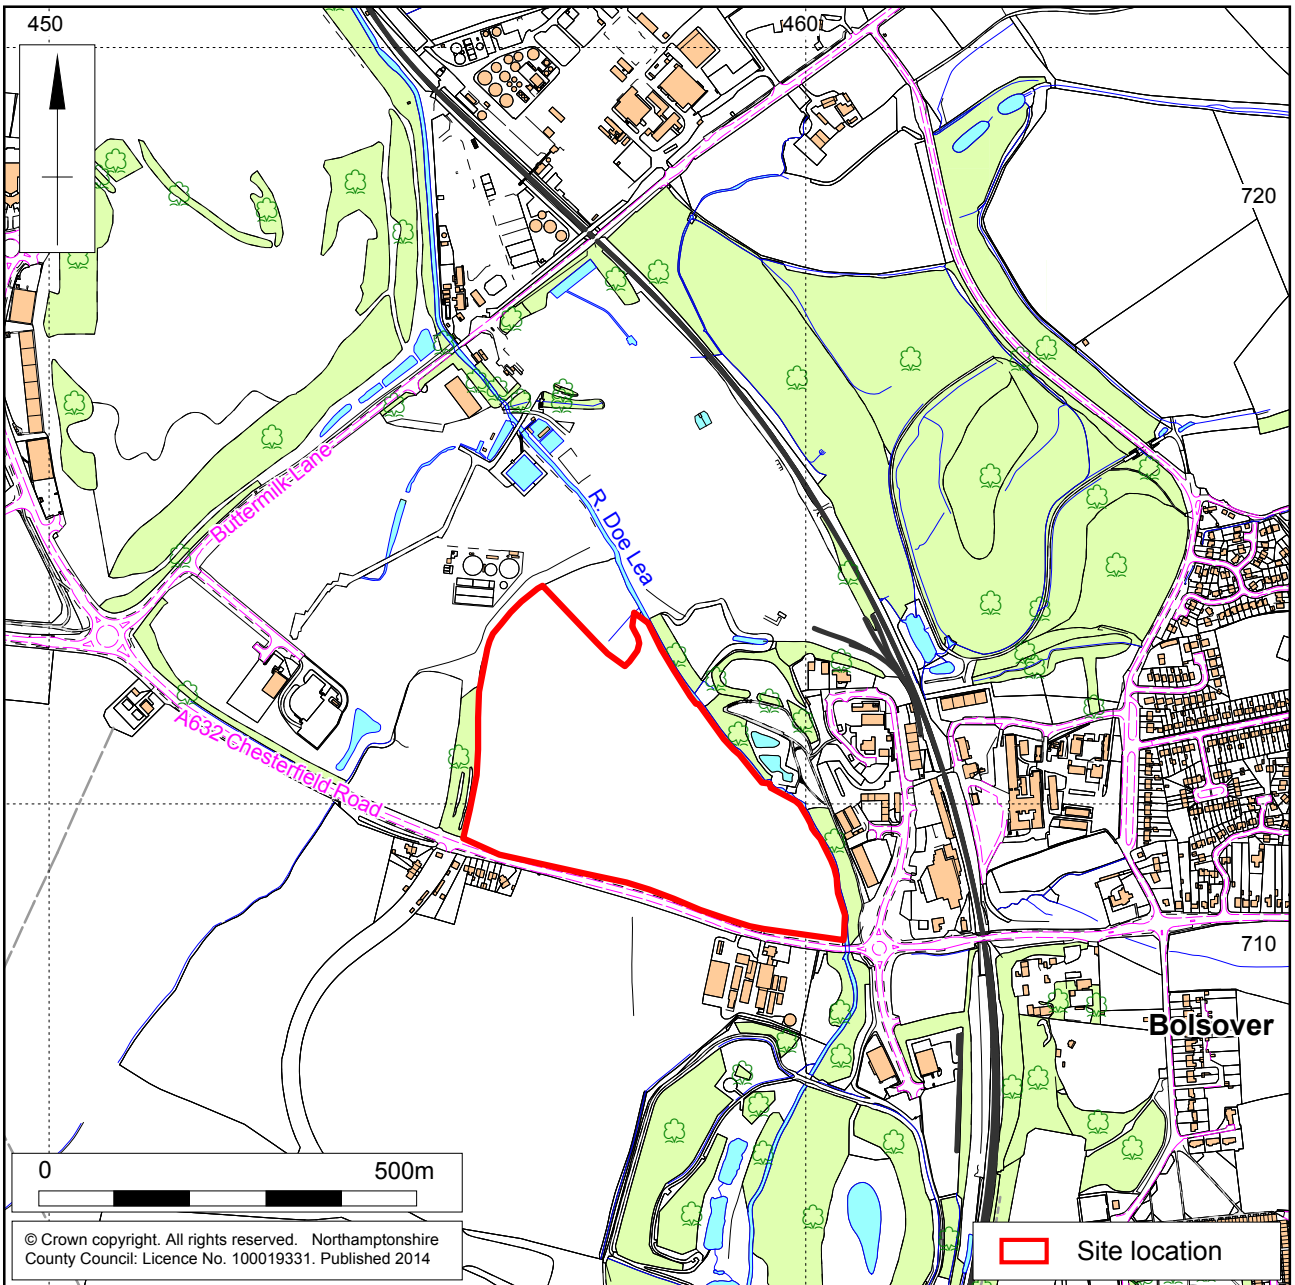 450
460
720
Buttermilk Lane
R. Doe Lea
A632 Chesterfield Road
710
Bolsover
0 500m
© Crown copyright. All rights reserved. Northamptonshire
County Council: Licence No. 100019331. Published 2014
Site location